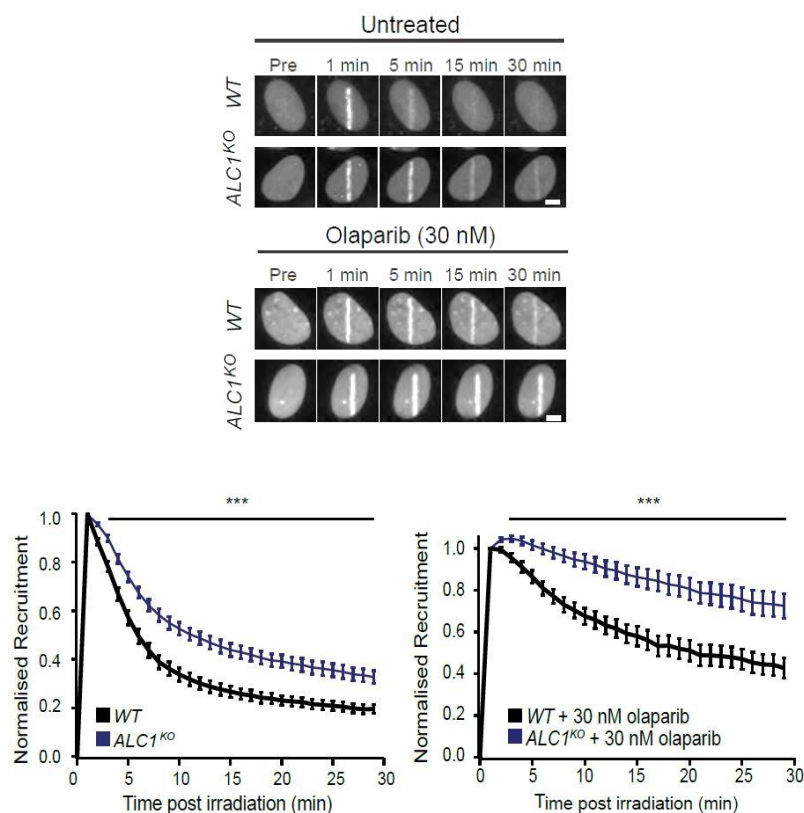 Untreated
Pre 1 min 5 min 15 min 30 min
WT
ALC1KO
Olaparib (30 nM)
Pre 1 min 5 min 15 min 30 min
WT
ALC1KO
***
1.0
0.8
0.6
0.4
0.2
0.0
Normalised Recruitment
WT
ALC1KO
0 5 10 15 20 25 30
Time post irradiation (min)
***
1.0
0.8
0.6
0.4
0.2
0.0
Normalised Recruitment
WT + 30 nM olaparib
ALC1KO + 30 nM olaparib
0 5 10 15 20 25 30
Time post irradiation (min)